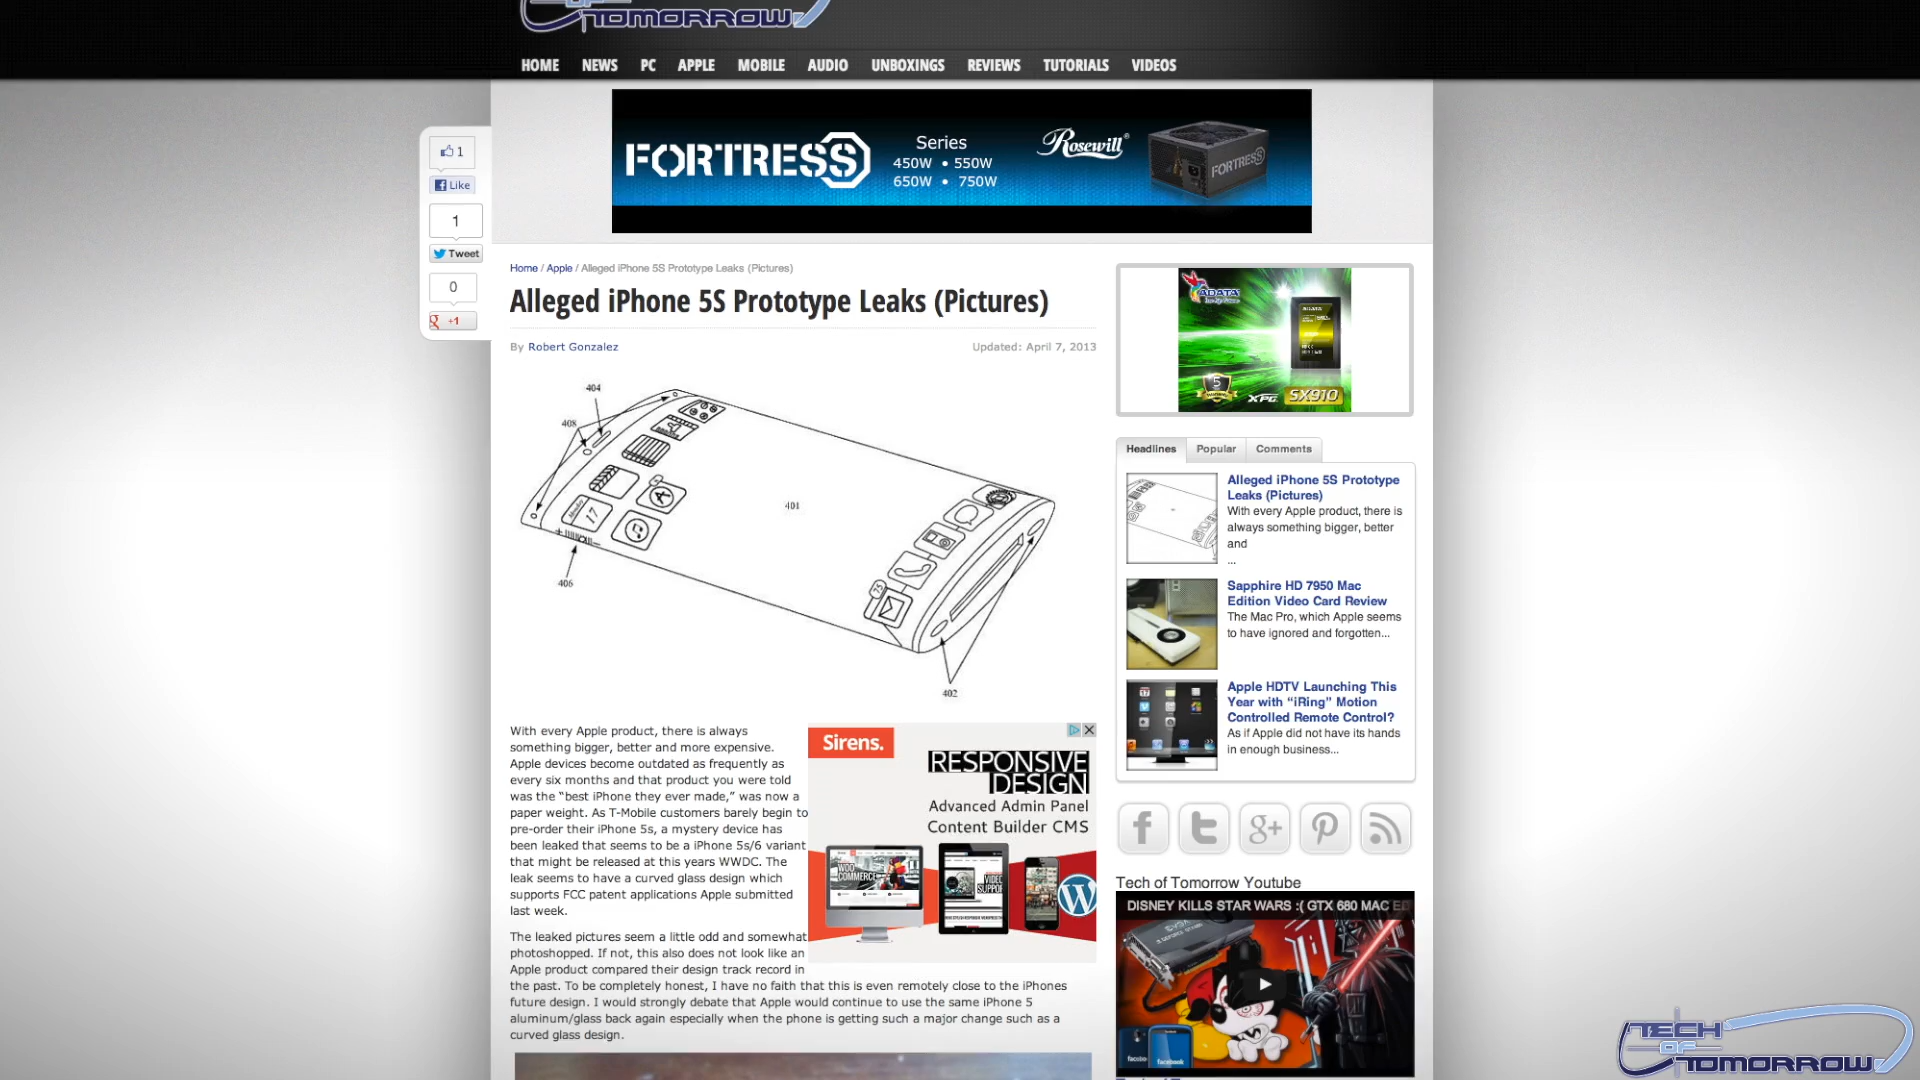 OF
TOMORROW
HOME NEWS PC APPLE MOBILE AUDIO UNBOXINGS REVIEWS TUTORIALS VIDEOS
FORTRESS
Series
450W • 550W
650W • 750W
Rosewill
FORTRESS
1
Like
1
Tweet
0
+1
Home / Apple / Alleged iPhone 5S Prototype Leaks (Pictures)
Alleged iPhone 5S Prototype Leaks (Pictures)
By Robert Gonzalez
Updated: April 7, 2013
404
408
401
17
75
406
402
With every Apple product, there is always
something bigger, better and more expensive.
Apple devices become outdated as frequently as
every six months and that product you were told
was the “best iPhone they ever made,” was now a
paper weight. As T-Mobile customers barely begin to
pre-order their iPhone 5s, a mystery device has
been leaked that seems to be a iPhone 5s/6 variant
that might be released at this years WWDC. The
leak seems to have a curved glass design which
supports FCC patent applications Apple submitted
last week.
The leaked pictures seem a little odd and somewhat
photoshopped. If not, this also does not look like an
Apple product compared their design track record in
the past. To be completely honest, I have no faith that this is even remotely close to the iPhones
future design. I would strongly debate that Apple would continue to use the same iPhone 5
aluminum/glass back again especially when the phone is getting such a major change such as a
curved glass design.
Sirens.
RESPONSIVE
DESIGN
Advanced Admin Panel
Content Builder CMS
WOO
COMMERCE
VIDEO
SUPPORT
ADATA
5
XPG SX910
Headlines Popular Comments
Alleged iPhone 5S Prototype
Leaks (Pictures)
With every Apple product, there is
always something bigger, better
and
...
Sapphire HD 7950 Mac
Edition Video Card Review
The Mac Pro, which Apple seems
to have ignored and forgotten...
Apple HDTV Launching This
Year with “iRing” Motion
Controlled Remote Control?
As if Apple did not have its hands
in enough business...
Tech of Tomorrow Youtube
DISNEY KILLS STAR WARS :( GTX 680 MAC ED
EVGA
facebook
TECH
OF
TOMORROW